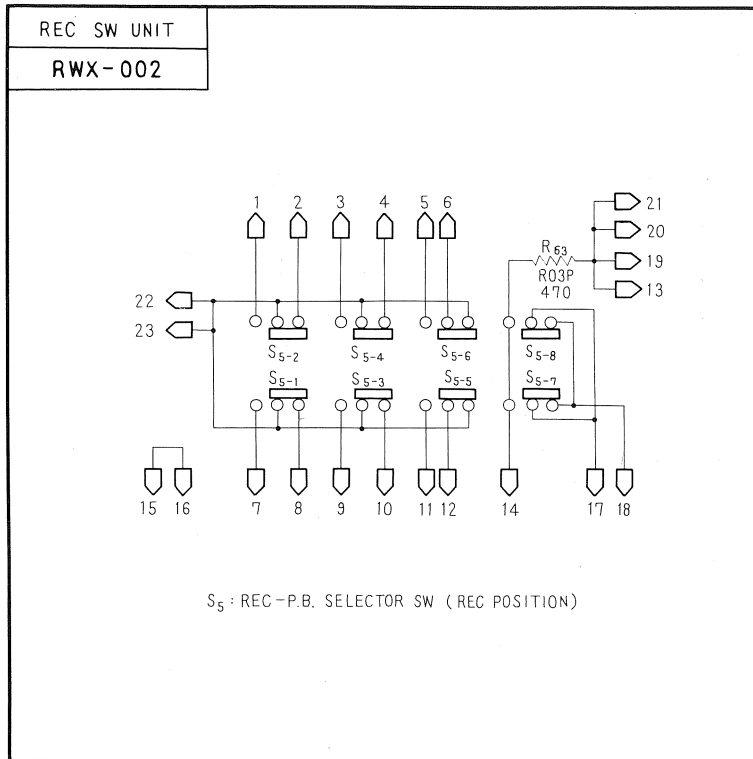 REC SW UNIT
RWX-002
1 2 3 4 5 6
21
20
R63
19
R03P
13
470
22
23
S5-2 S5-4 S5-6 S5-8
S5-1 S5-3 S5-5 S5-7
15 16 7 8 9 10 11 12 14 17 18
S5 : REC-P.B. SELECTOR SW (REC POSITION)